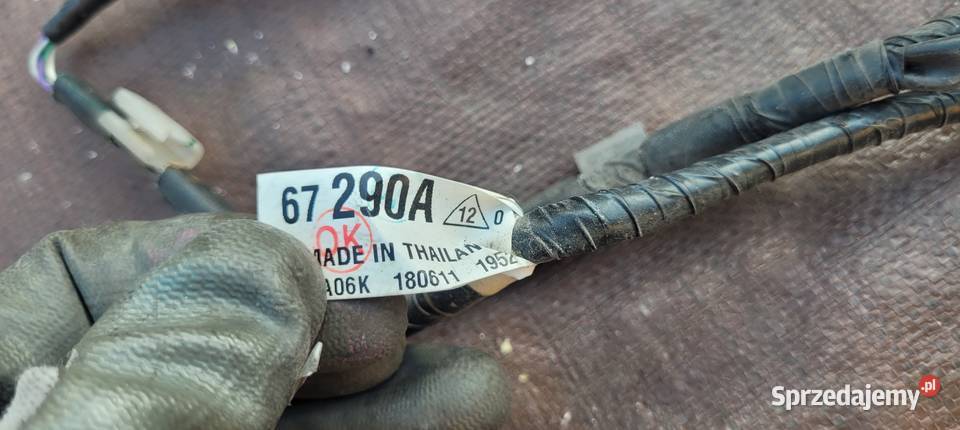 67 290A 12 0
OK
MADE IN THAILAN
A06K 180611 1952
Sprzedajemy.pl